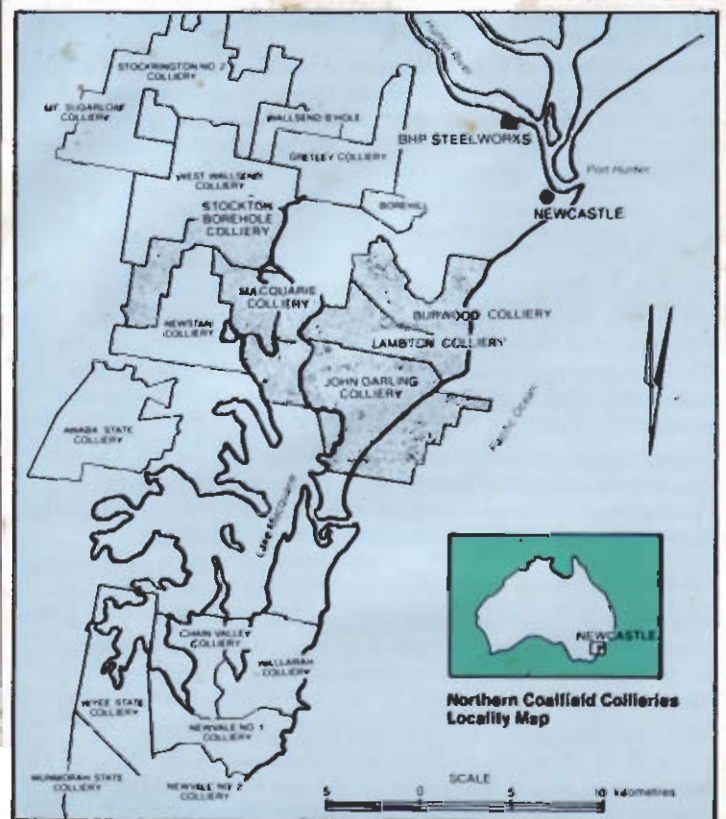 STOCKRINGTON NO 2
COLLIERY
MT SUGARLOAF
COLLIERY
WALLSEND B'HOLE
GRETLEY COLLIERY
WEST WALLSEND
COLLIERY
STOCKTON
BOREHOLE
COLLIERY
BOREHILL
Hunter River
BHP STEELWORKS
Port Hunter
NEWCASTLE
MACQUARIE
COLLIERY
NEWSTAN
COLLIERY
BURWOOD COLLIERY
LAMBTON COLLIERY
JOHN DARLING
COLLIERY
AWABA STATE
COLLIERY
Pacific Ocean
Lake Macquarie
NEWCASTLE
Northern Coalfield Collieries
Locality Map
CHAIN VALLEY
COLLIERY
WALLARAH
COLLIERY
WYEE STATE
COLLIERY
NEWVALE NO 1
COLLIERY
MUNMORAH STATE
COLLIERY
NEWVALE NO 2
COLLIERY
SCALE
5 0 5 10 kilometres